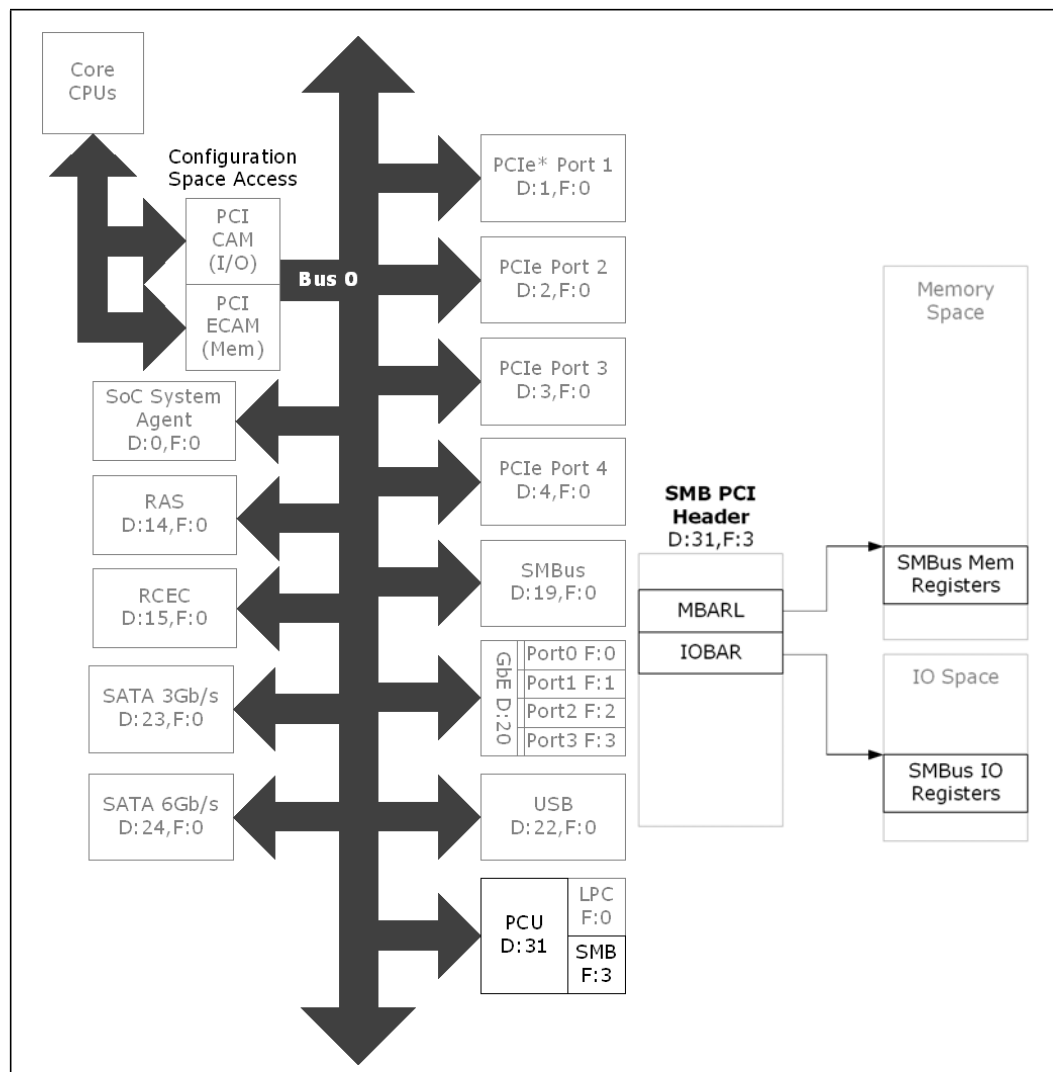 Core
CPUs
Configuration
Space Access
PCI
CAM
(I/O)
PCI
ECAM
(Mem)
Bus 0
SoC System
Agent
D:0,F:0
RAS
D:14,F:0
RCEC
D:15,F:0
SATA 3Gb/s
D:23,F:0
SATA 6Gb/s
D:24,F:0
PCIe* Port 1
D:1,F:0
PCIe Port 2
D:2,F:0
PCIe Port 3
D:3,F:0
PCIe Port 4
D:4,F:0
SMBus
D:19,F:0
GbE D:20
Port0 F:0
Port1 F:1
Port2 F:2
Port3 F:3
USB
D:22,F:0
PCU
D:31
LPC
F:0
SMB
F:3
SMB PCI
Header
D:31,F:3
MBARL
IOBAR
Memory
Space
SMBus Mem
Registers
IO Space
SMBus IO
Registers